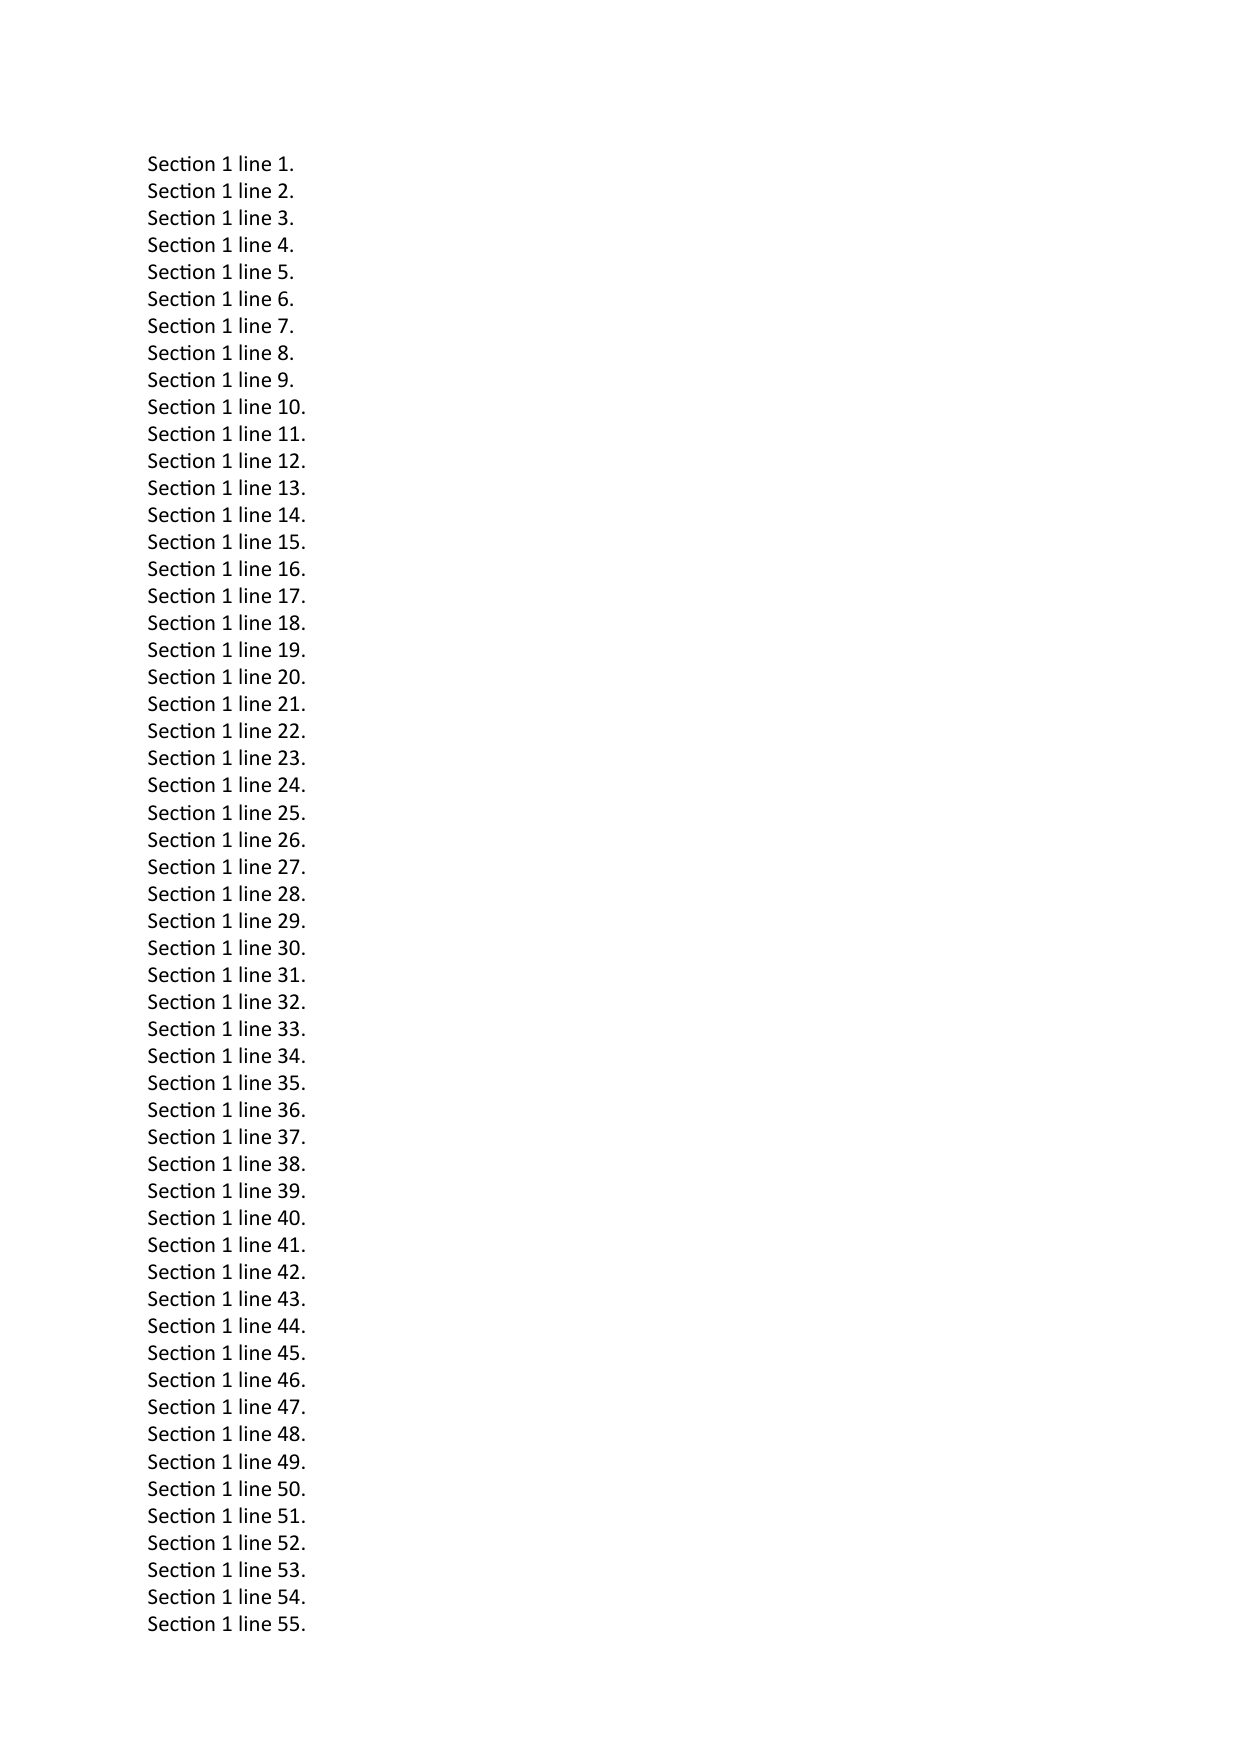 Section 1 line 1.
Section 1 line 2.
Section 1 line 3.
Section 1 line 4.
Section 1 line 5.
Section 1 line 6.
Section 1 line 7.
Section 1 line 8.
Section 1 line 9.
Section 1 line 10.
Section 1 line 11.
Section 1 line 12.
Section 1 line 13.
Section 1 line 14.
Section 1 line 15.
Section 1 line 16.
Section 1 line 17.
Section 1 line 18.
Section 1 line 19.
Section 1 line 20.
Section 1 line 21.
Section 1 line 22.
Section 1 line 23.
Section 1 line 24.
Section 1 line 25.
Section 1 line 26.
Section 1 line 27.
Section 1 line 28.
Section 1 line 29.
Section 1 line 30.
Section 1 line 31.
Section 1 line 32.
Section 1 line 33.
Section 1 line 34.
Section 1 line 35.
Section 1 line 36.
Section 1 line 37.
Section 1 line 38.
Section 1 line 39.
Section 1 line 40.
Section 1 line 41.
Section 1 line 42.
Section 1 line 43.
Section 1 line 44.
Section 1 line 45.
Section 1 line 46.
Section 1 line 47.
Section 1 line 48.
Section 1 line 49.
Section 1 line 50.
Section 1 line 51.
Section 1 line 52.
Section 1 line 53.
Section 1 line 54.
Section 1 line 55.